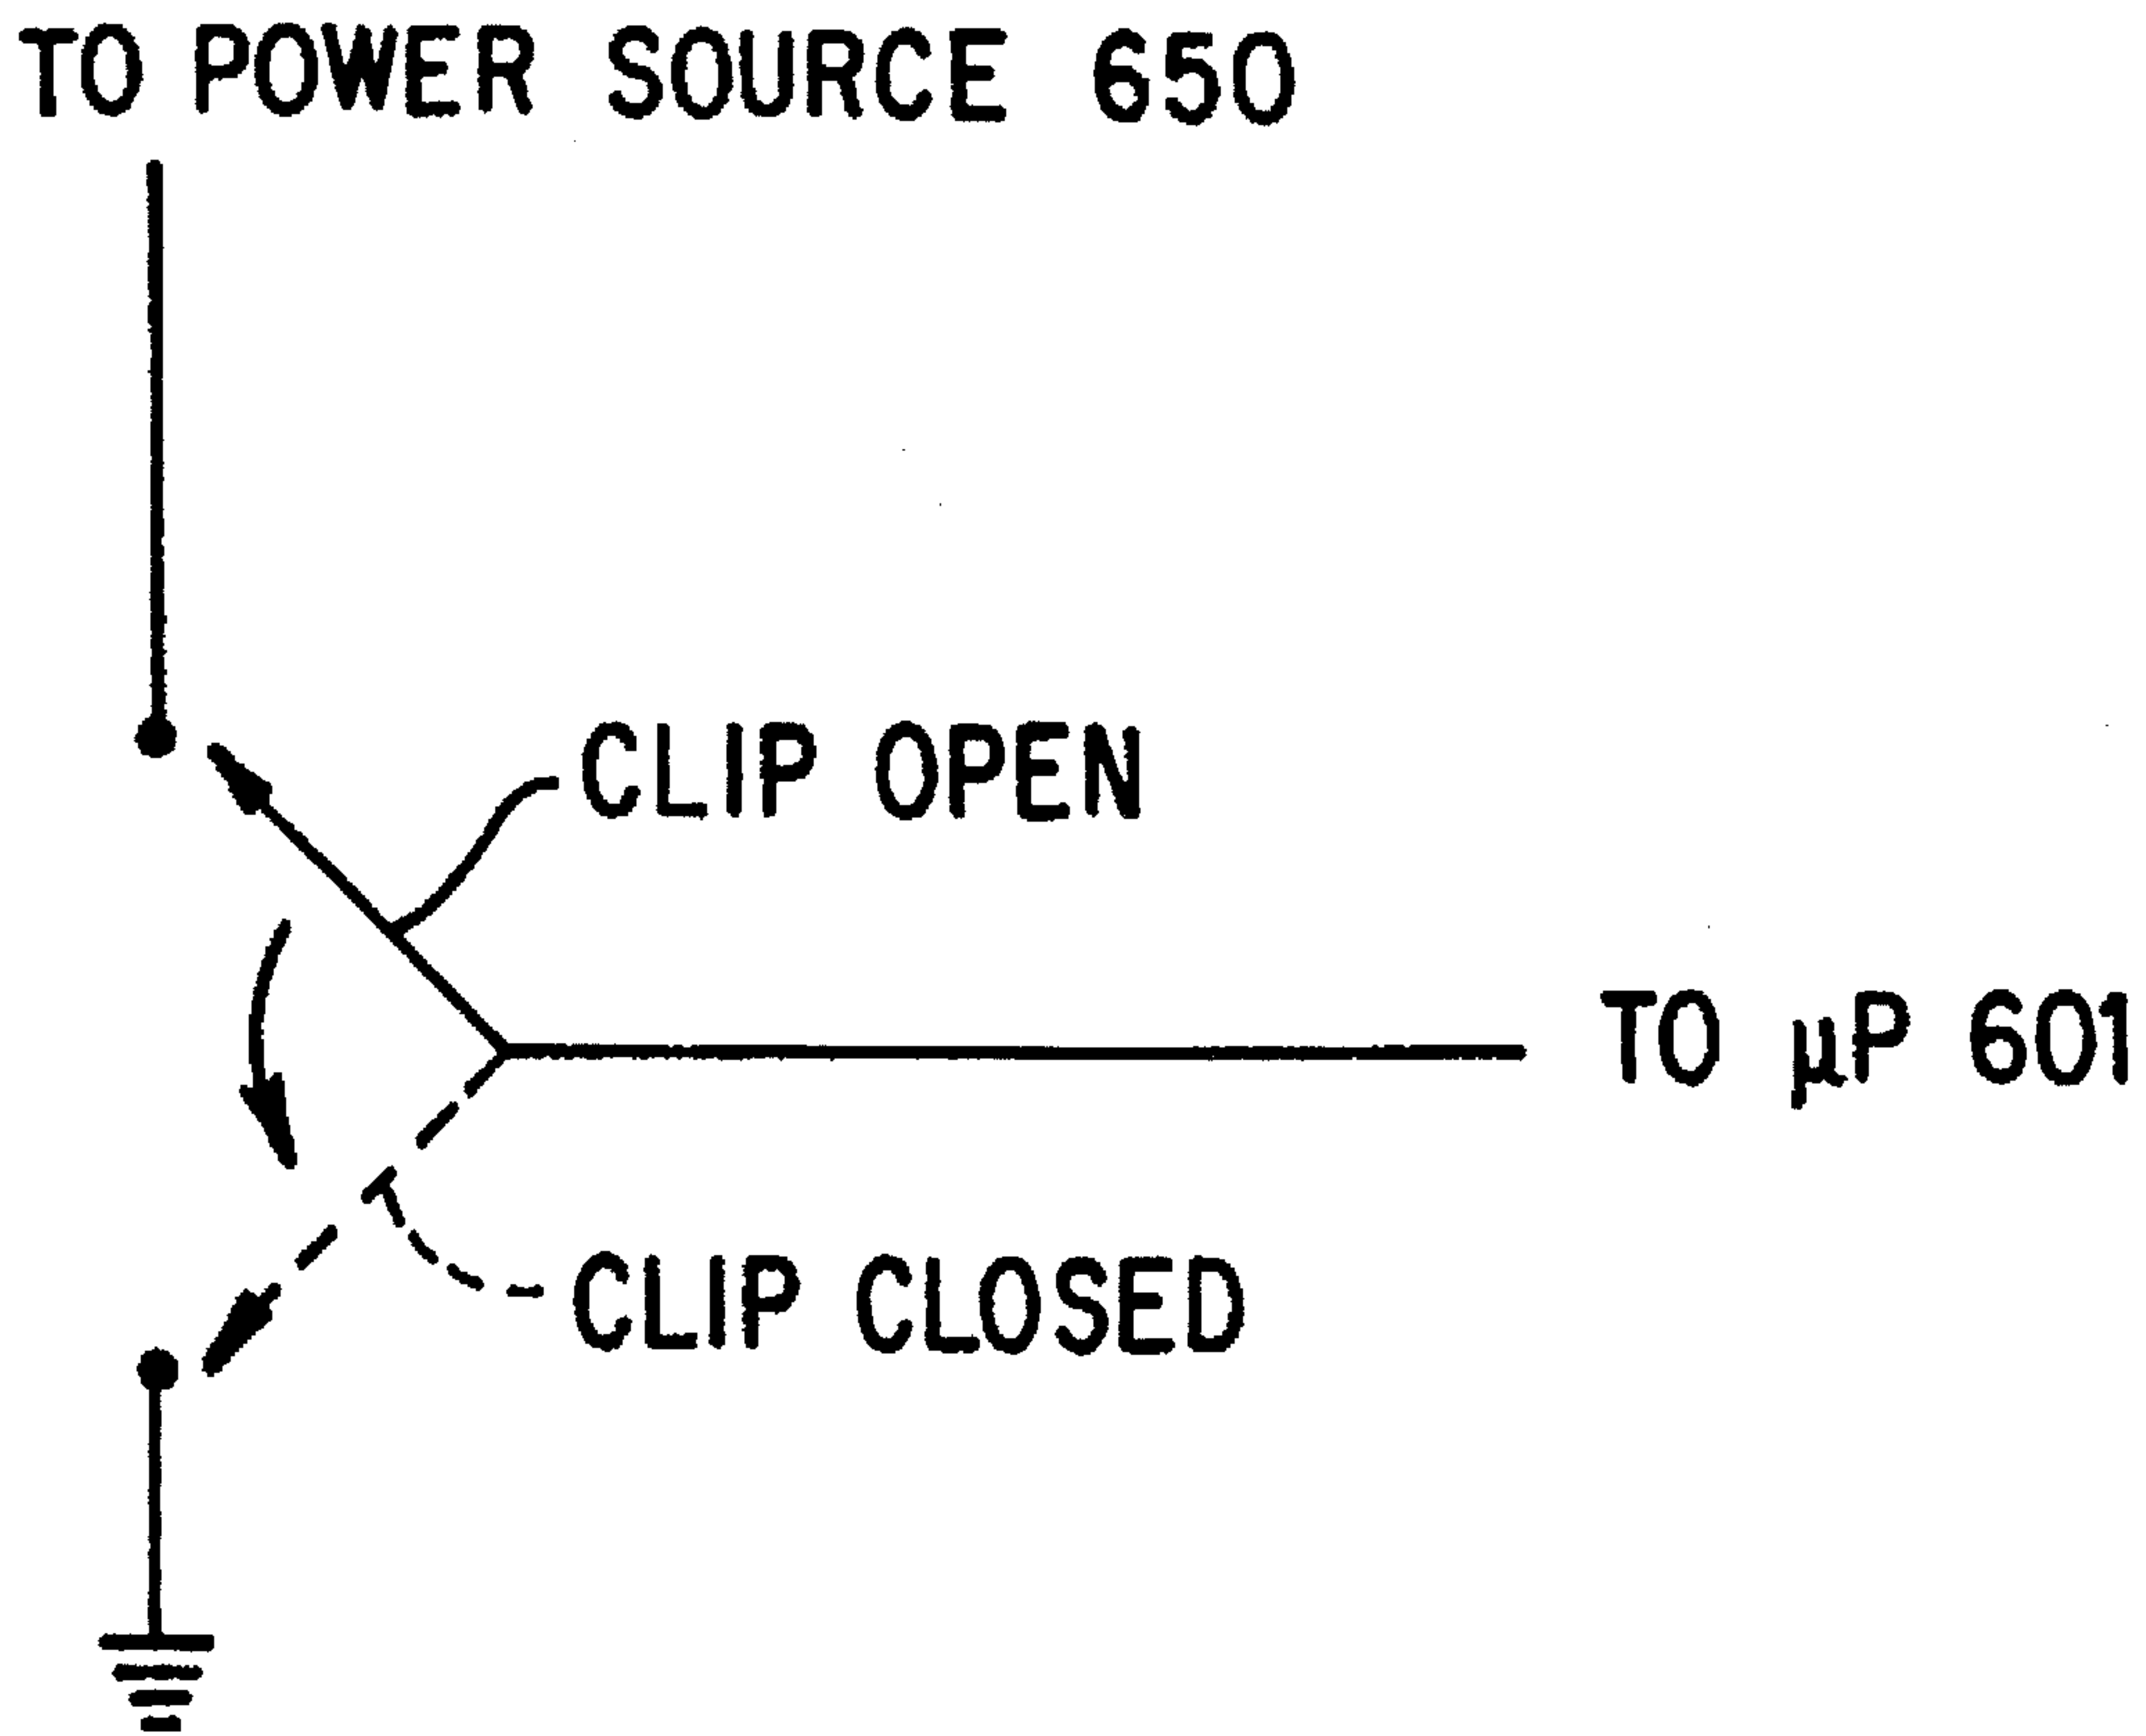 TO POWER SOURCE 650
CLIP OPEN
TO µP 601
CLIP CLOSED